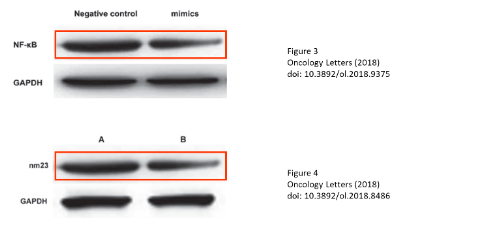 Negative control mimics
NF-κB
GAPDH
Figure 3
Oncology Letters (2018)
doi: 10.3892/ol.2018.9375
A B
nm23
GAPDH
Figure 4
Oncology Letters (2018)
doi: 10.3892/ol.2018.8486